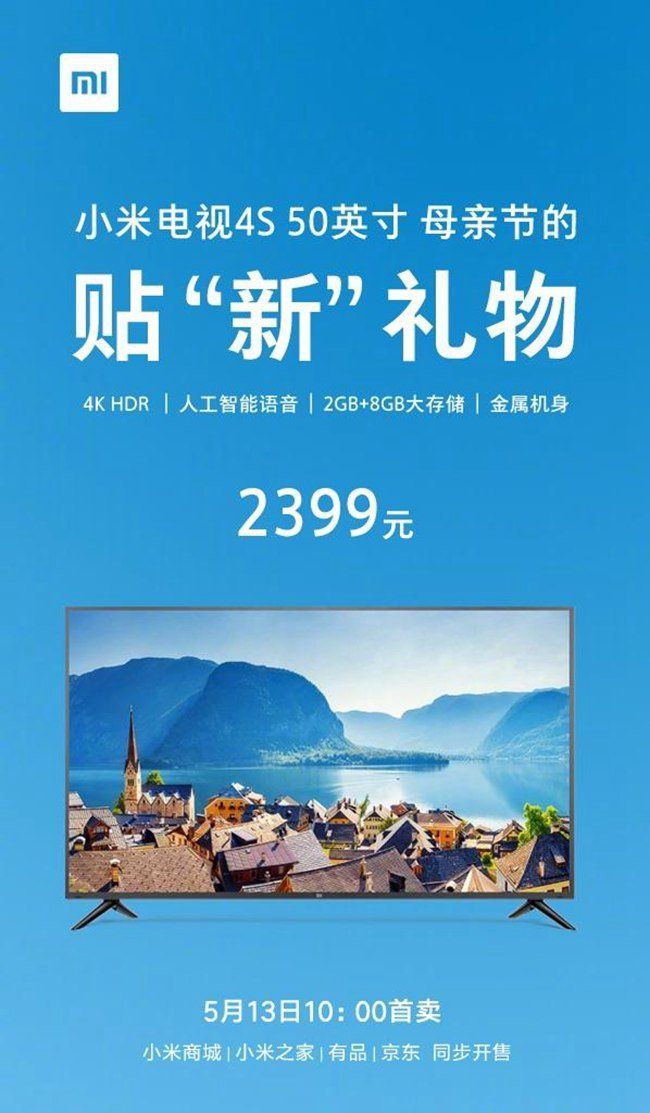 mi
小米电视4S 50英寸 母亲节的
贴“新”礼物
4K HDR | 人工智能语音 | 2GB+8GB大存储 | 金属机身
2399元
5月13日10：00首卖
小米商城 | 小米之家 | 有品 | 京东 同步开售